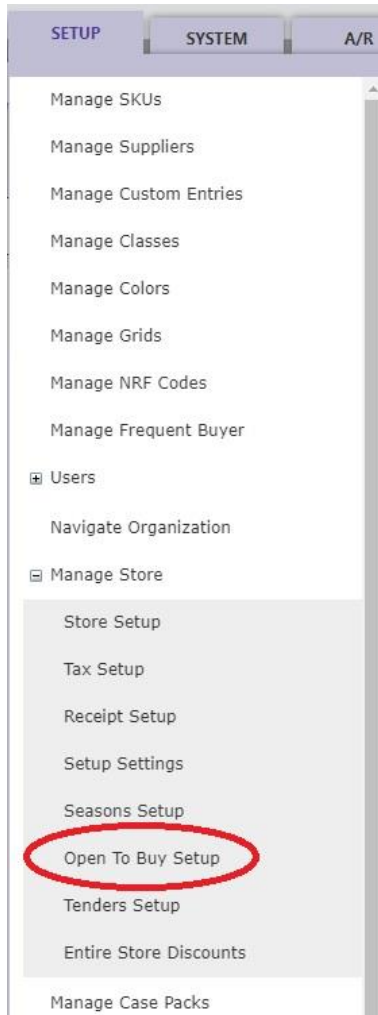 SETUP SYSTEM A/R
Manage SKUs
Manage Suppliers
Manage Custom Entries
Manage Classes
Manage Colors
Manage Grids
Manage NRF Codes
Manage Frequent Buyer
Users
Navigate Organization
Manage Store
Store Setup
Tax Setup
Receipt Setup
Setup Settings
Seasons Setup
Open To Buy Setup
Tenders Setup
Entire Store Discounts
Manage Case Packs